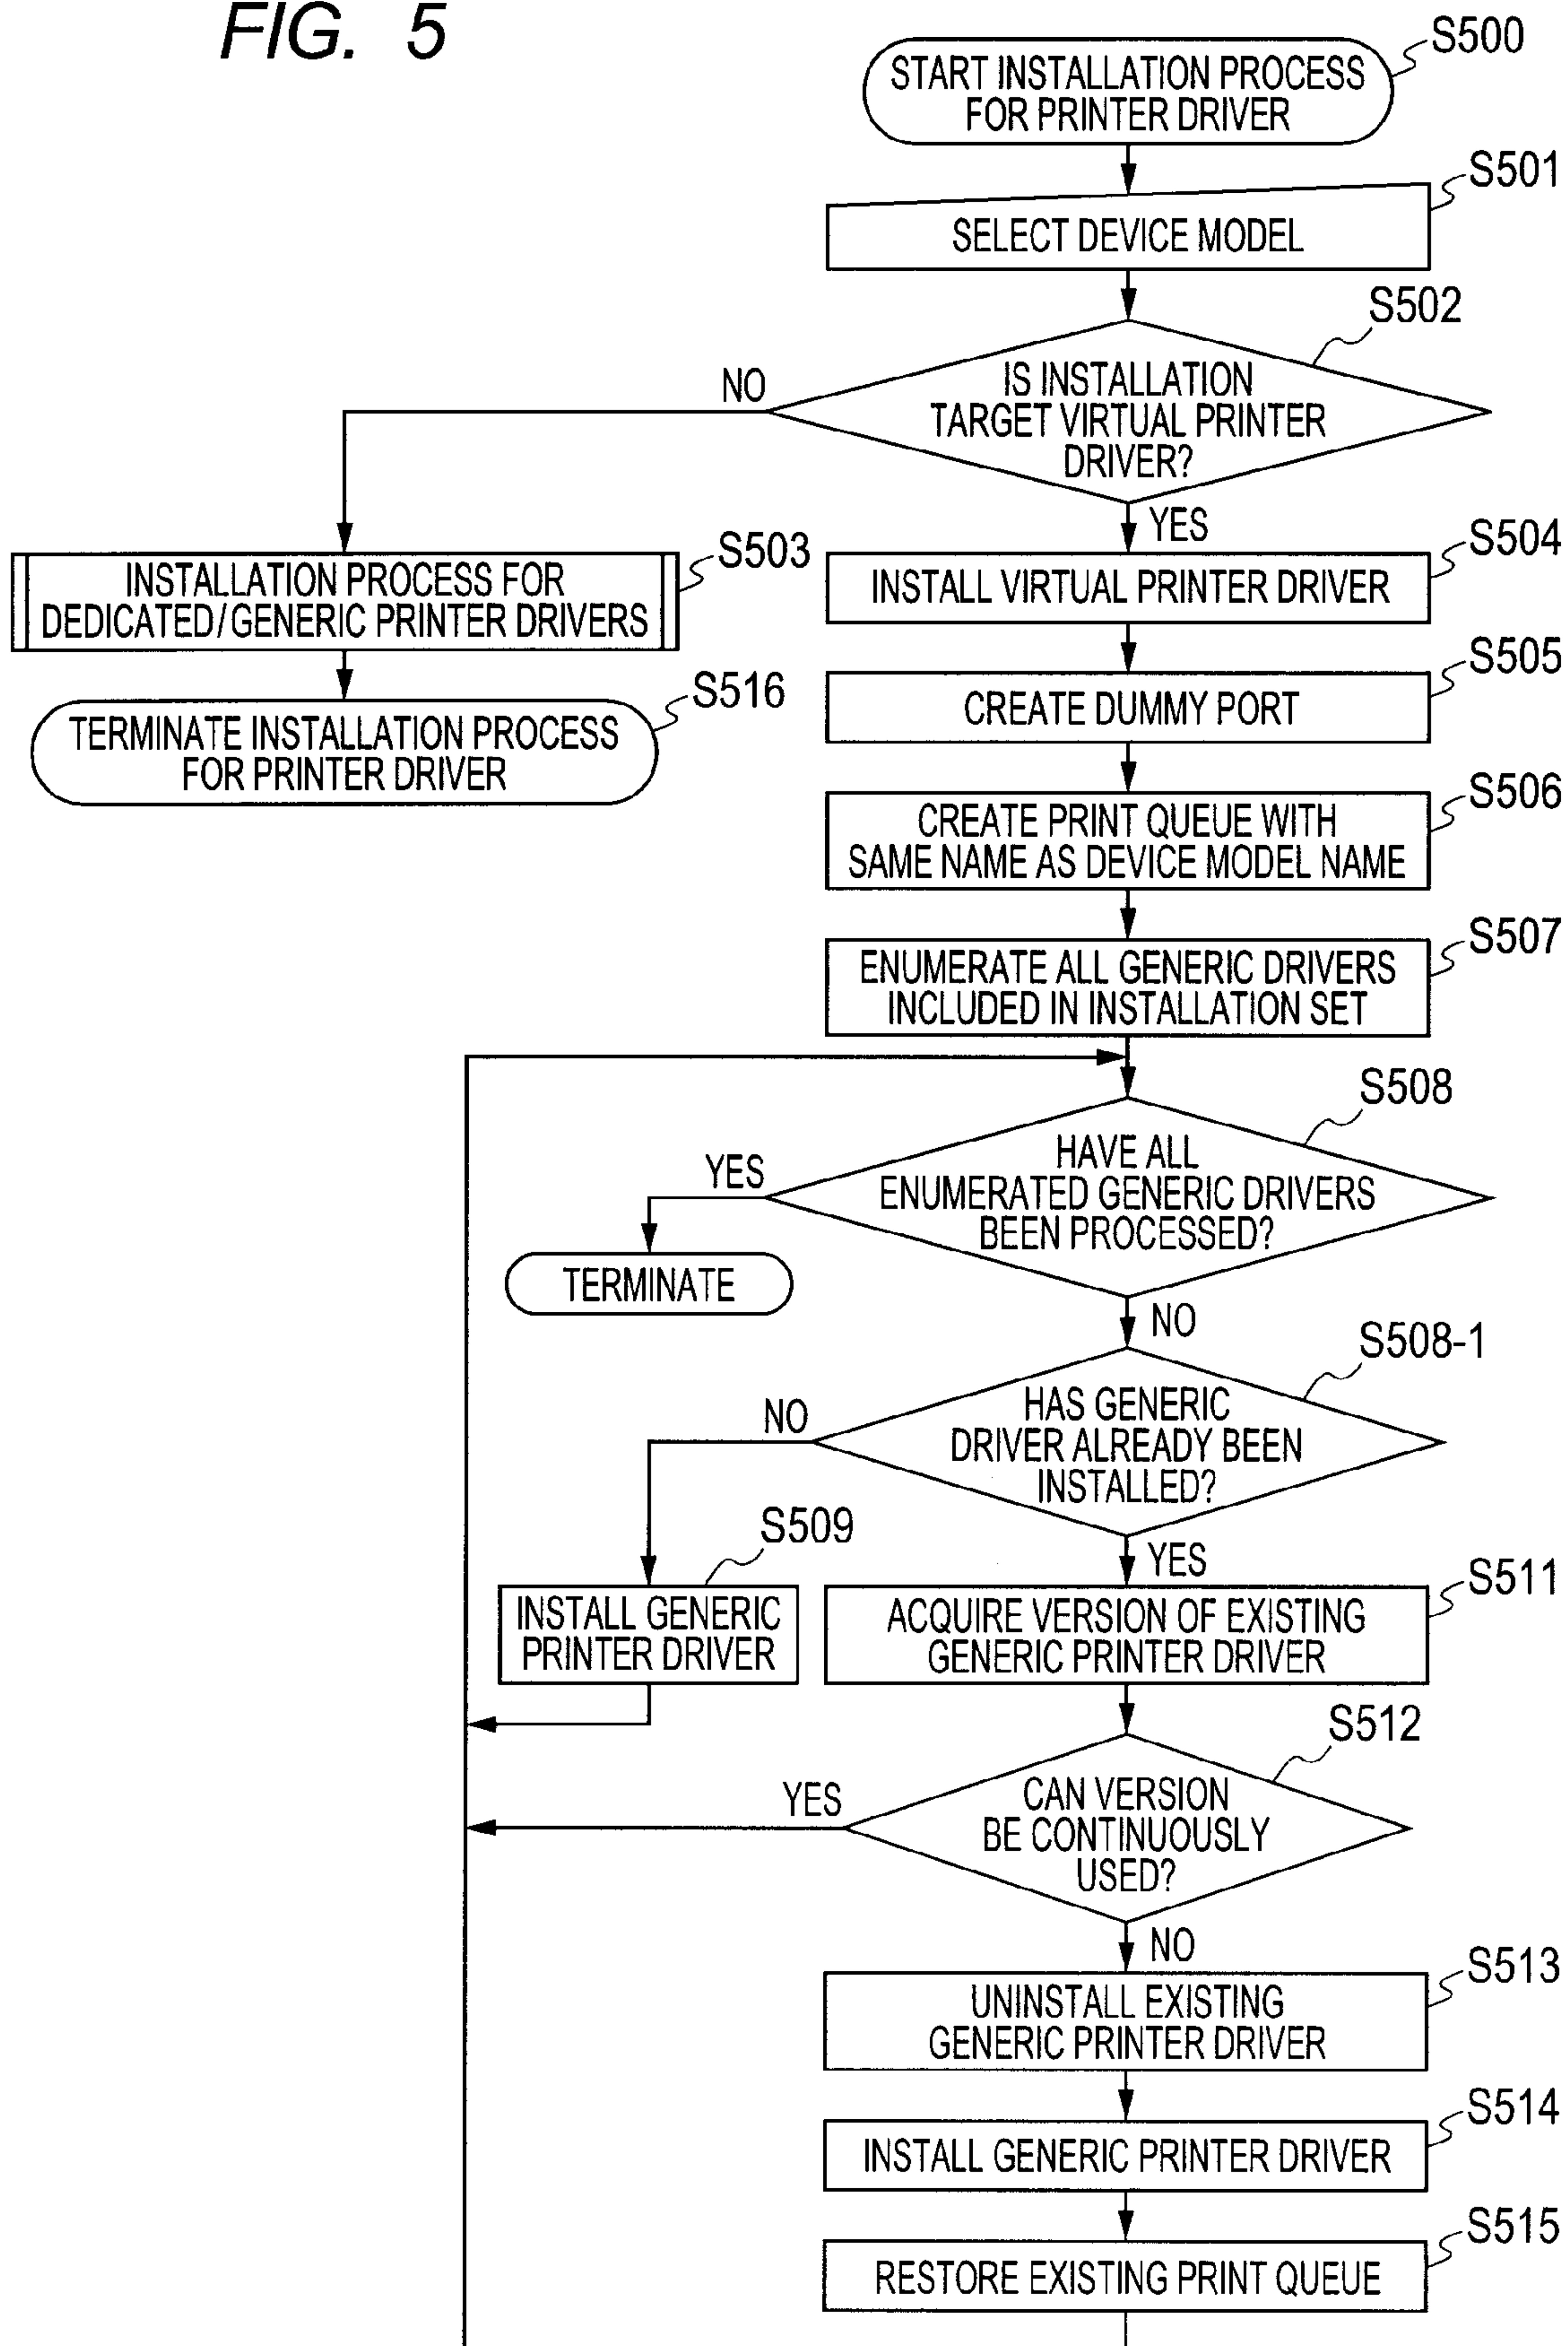 FIG. 5
S500
START INSTALLATION PROCESS
FOR PRINTER DRIVER
S501
SELECT DEVICE MODEL
S502
IS INSTALLATION
TARGET VIRTUAL PRINTER
DRIVER?
NO
YES
S503
INSTALLATION PROCESS FOR
DEDICATED/GENERIC PRINTER DRIVERS
S504
INSTALL VIRTUAL PRINTER DRIVER
S516
TERMINATE INSTALLATION PROCESS
FOR PRINTER DRIVER
S505
CREATE DUMMY PORT
S506
CREATE PRINT QUEUE WITH
SAME NAME AS DEVICE MODEL NAME
S507
ENUMERATE ALL GENERIC DRIVERS
INCLUDED IN INSTALLATION SET
S508
HAVE ALL
ENUMERATED GENERIC DRIVERS
BEEN PROCESSED?
YES
TERMINATE
NO
S508-1
HAS GENERIC
DRIVER ALREADY BEEN
INSTALLED?
NO
YES
S509
INSTALL GENERIC
PRINTER DRIVER
S511
ACQUIRE VERSION OF EXISTING
GENERIC PRINTER DRIVER
S512
CAN VERSION
BE CONTINUOUSLY
USED?
YES
NO
S513
UNINSTALL EXISTING
GENERIC PRINTER DRIVER
S514
INSTALL GENERIC PRINTER DRIVER
S515
RESTORE EXISTING PRINT QUEUE